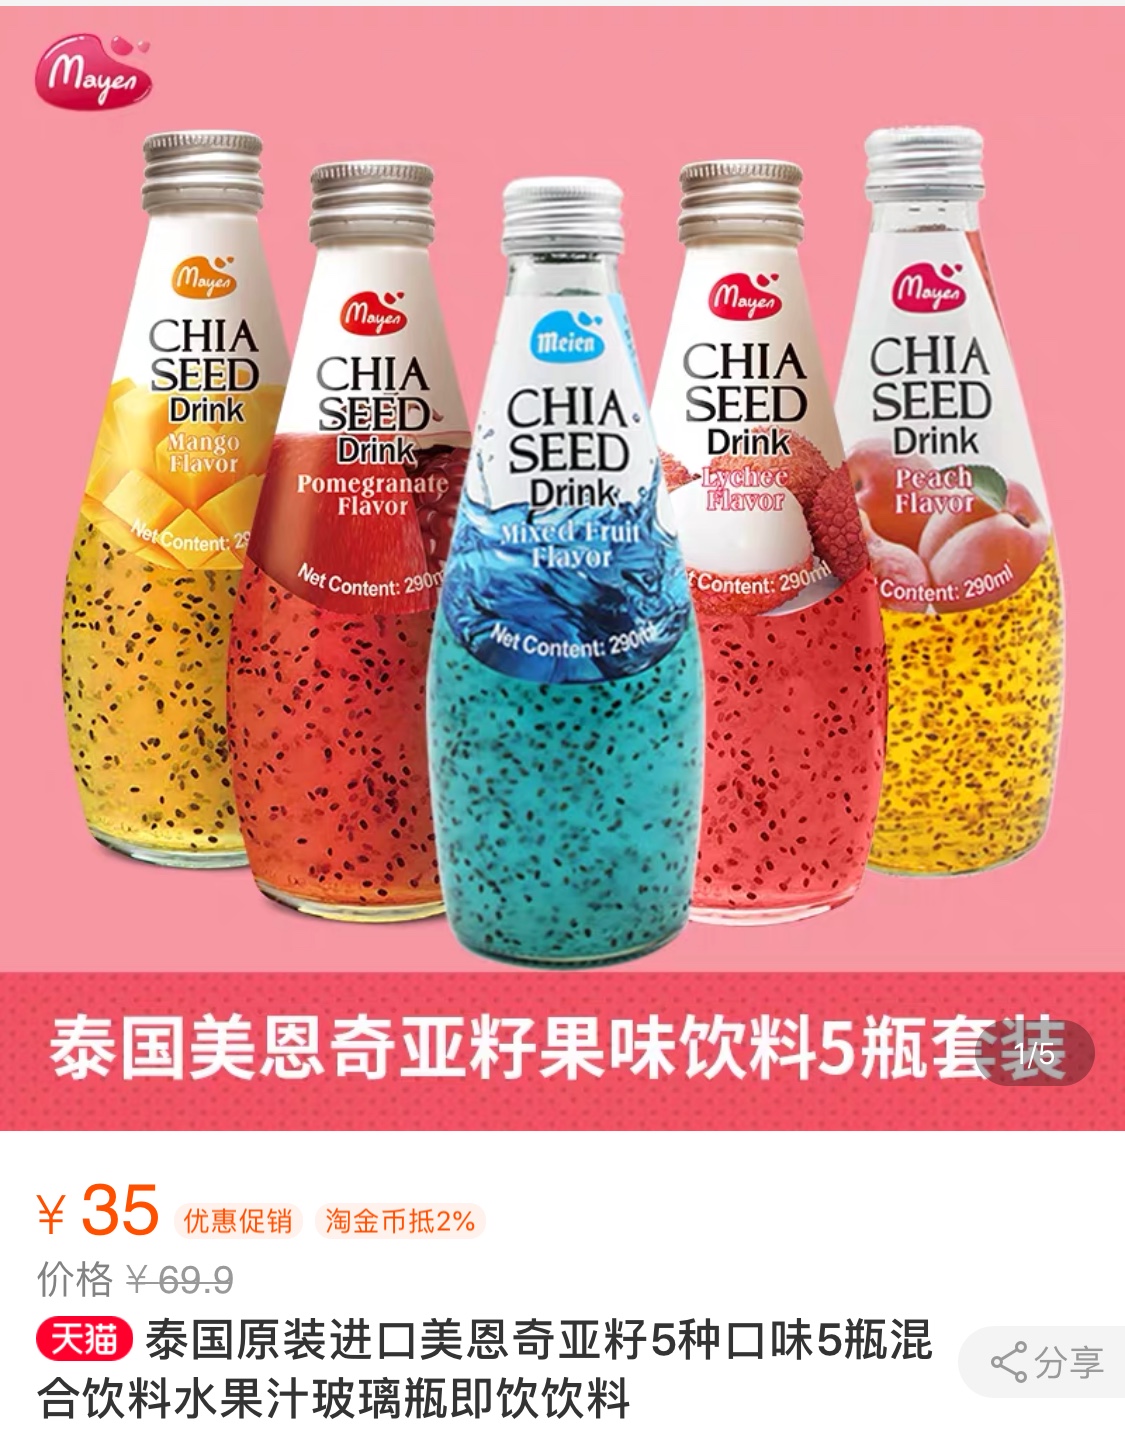 Mayen
Mayen
CHIA
SEED
Drink
Mango
Flavor
Net Content: 29
Mayen
CHIA
SEED
Drink
Pomegranate
Flavor
Net Content: 290m
Meien
CHIA
SEED
Drink
Mixed Fruit
Flavor
Net Content: 290ml
Mayen
CHIA
SEED
Drink
Lychee
Flavor
t Content: 290ml
Mayen
CHIA
SEED
Drink
Peach
Flavor
Content: 290ml
泰国美恩奇亚籽果味饮料5瓶套装
1/5
¥35 优惠促销 淘金币抵2%
价格 ¥69.9
天猫 泰国原装进口美恩奇亚籽5种口味5瓶混
合饮料水果汁玻璃瓶即饮饮料
分享